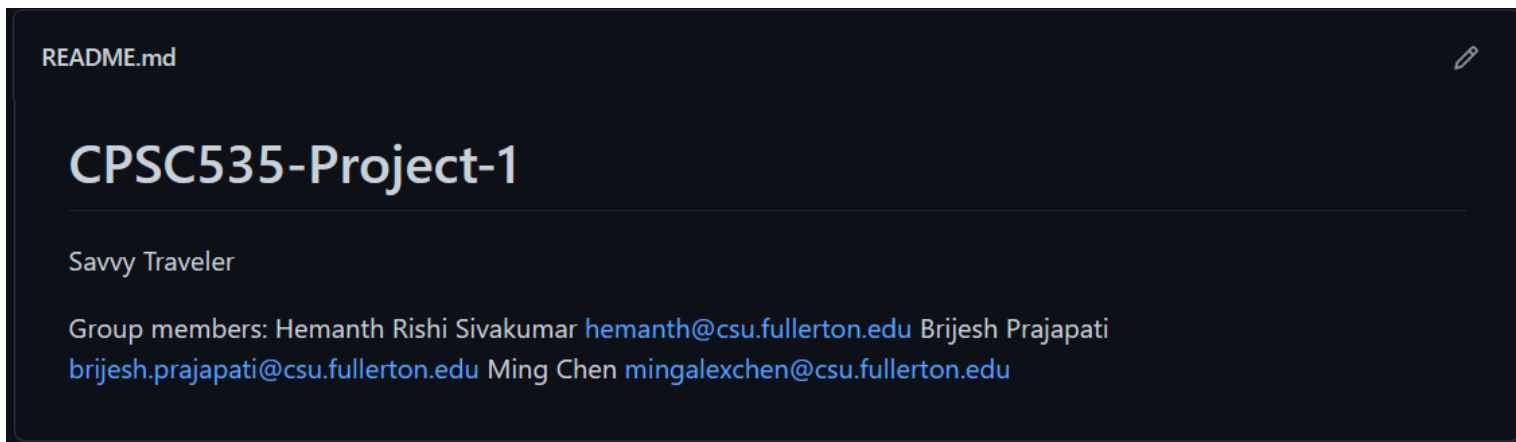 README.md
CPSC535-Project-1
Savvy Traveler
Group members: Hemanth Rishi Sivakumar hemanth@csu.fullerton.edu Brijesh Prajapati
brijesh.prajapati@csu.fullerton.edu Ming Chen mingalexchen@csu.fullerton.edu